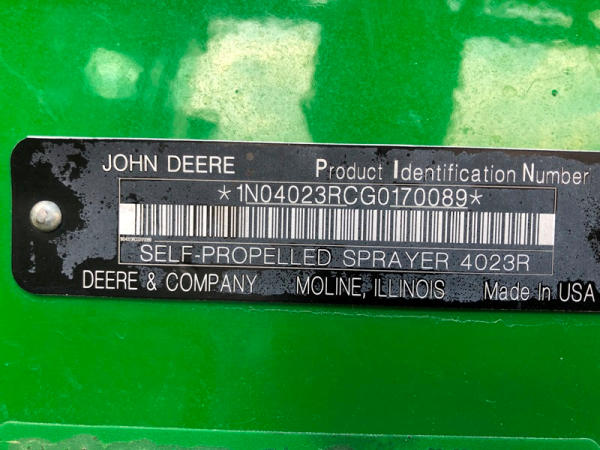 JOHN DEERE Product Identification Number
*1N04023RCG0170089*
SELF-PROPELLED SPRAYER 4023R
DEERE & COMPANY MOLINE, ILLINOIS Made In USA